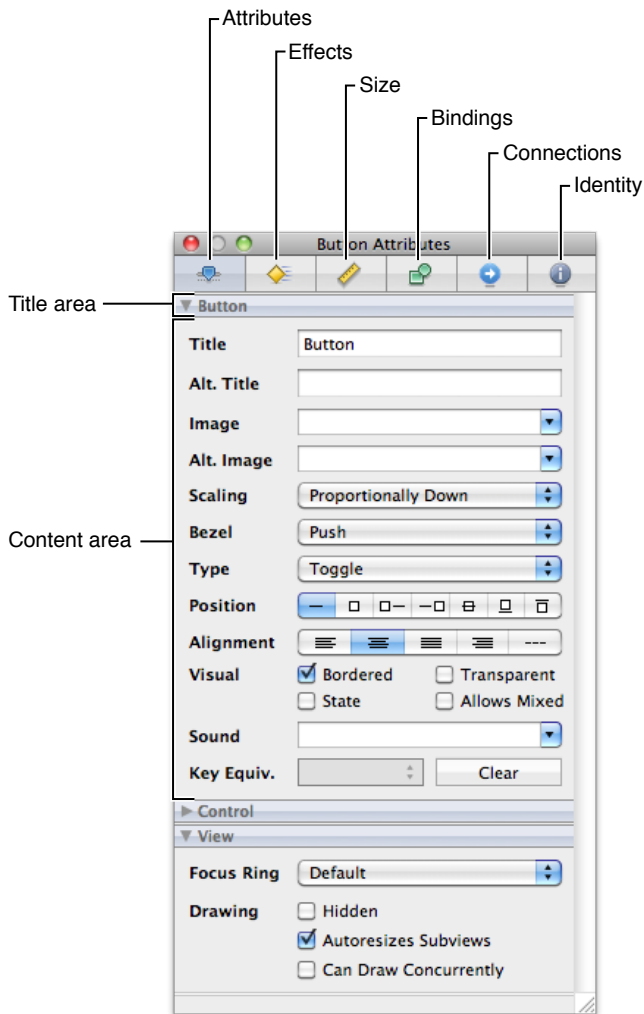 Attributes
Effects
Size
Bindings
Connections
Identity
Button Attributes
Title area
Button
Title
Button
Alt. Title
Image
Alt. Image
Scaling
Proportionally Down
Content area
Bezel
Push
Type
Toggle
Position
Alignment
Visual
Bordered
Transparent
State
Allows Mixed
Sound
Key Equiv.
Clear
Control
View
Focus Ring
Default
Drawing
Hidden
Autoresizes Subviews
Can Draw Concurrently